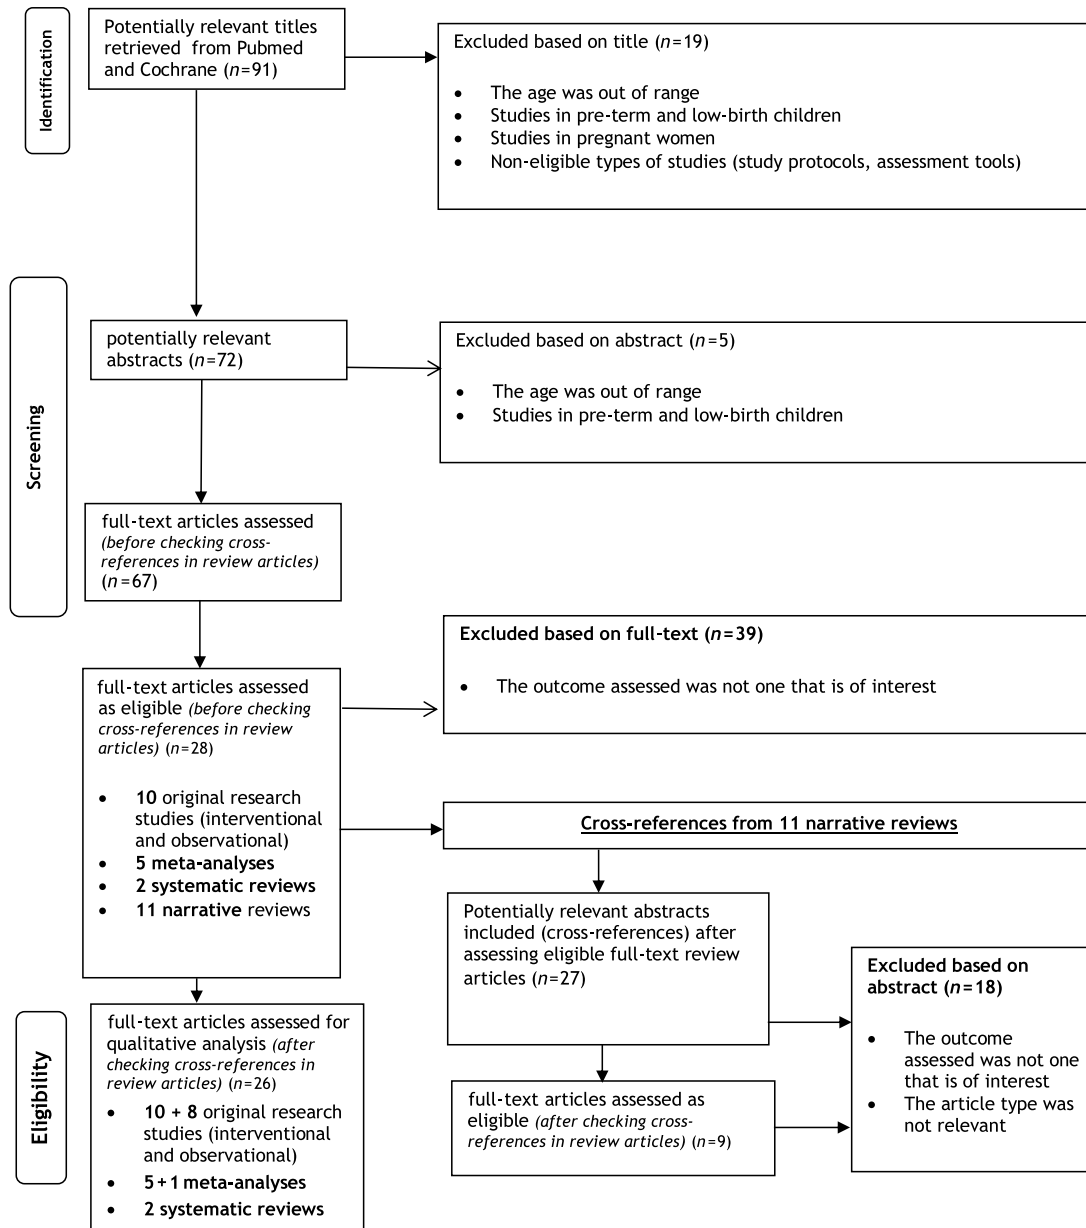 Identification
Potentially relevant titles
retrieved from Pubmed
and Cochrane (n=91)
Excluded based on title (n=19)
• The age was out of range
• Studies in pre-term and low-birth children
• Studies in pregnant women
• Non-eligible types of studies (study protocols, assessment tools)
Screening
potentially relevant
abstracts (n=72)
Excluded based on abstract (n=5)
• The age was out of range
• Studies in pre-term and low-birth children
full-text articles assessed
(before checking cross-
references in review articles)
(n=67)
Excluded based on full-text (n=39)
• The outcome assessed was not one that is of interest
full-text articles assessed
as eligible (before checking
cross-references in review
articles) (n=28)
• 10 original research
studies (interventional
and observational)
• 5 meta-analyses
• 2 systematic reviews
• 11 narrative reviews
Cross-references from 11 narrative reviews
Potentially relevant abstracts
included (cross-references) after
assessing eligible full-text review
articles (n=27)
Excluded based on
abstract (n=18)
• The outcome
assessed was not one
that is of interest
• The article type was
not relevant
Eligibility
full-text articles assessed for
qualitative analysis (after
checking cross-references in
review articles) (n=26)
• 10 + 8 original research
studies (interventional
and observational)
• 5+1 meta-analyses
• 2 systematic reviews
full-text articles assessed as
eligible (after checking cross-
references in review articles) (n=9)